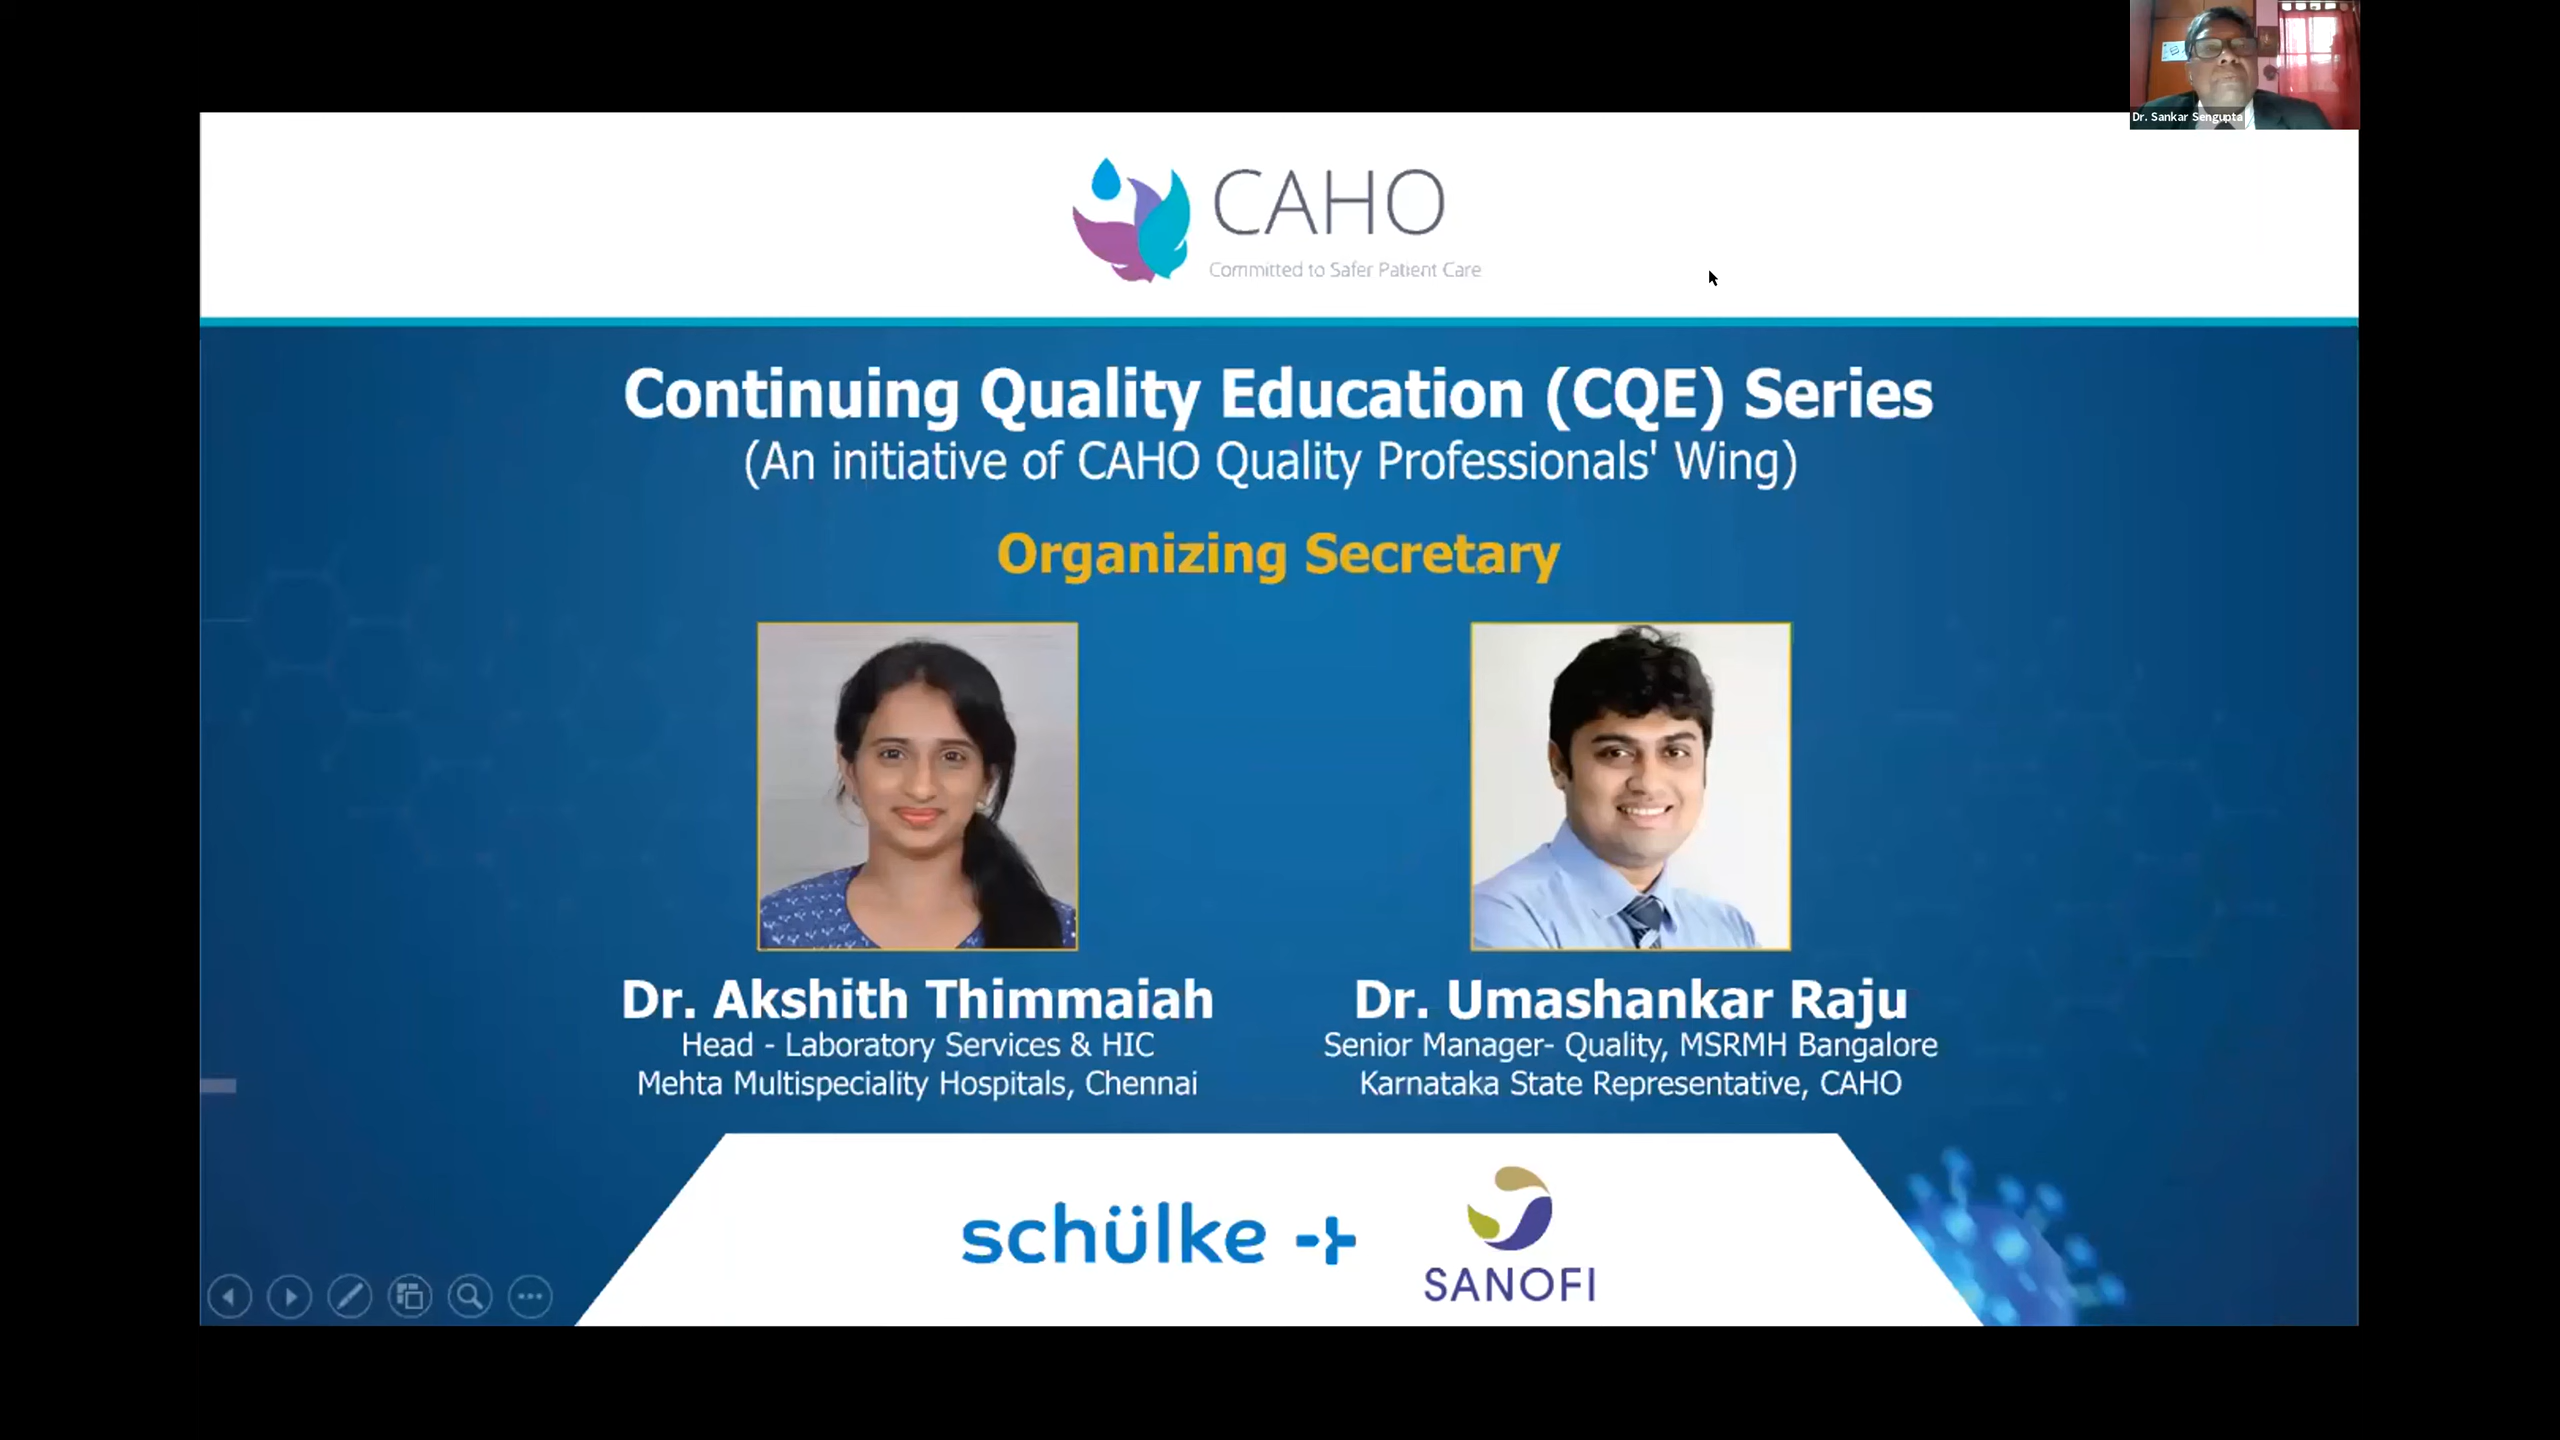 Dr. Sankar Sengupta
CAHO
Committed to Safer Patient Care
Continuing Quality Education (CQE) Series
(An initiative of CAHO Quality Professionals' Wing)
Organizing Secretary
Dr. Akshith Thimmaiah
Head - Laboratory Services & HIC
Mehta Multispeciality Hospitals, Chennai
Dr. Umashankar Raju
Senior Manager- Quality, MSRMH Bangalore
Karnataka State Representative, CAHO
schülke
SANOFI